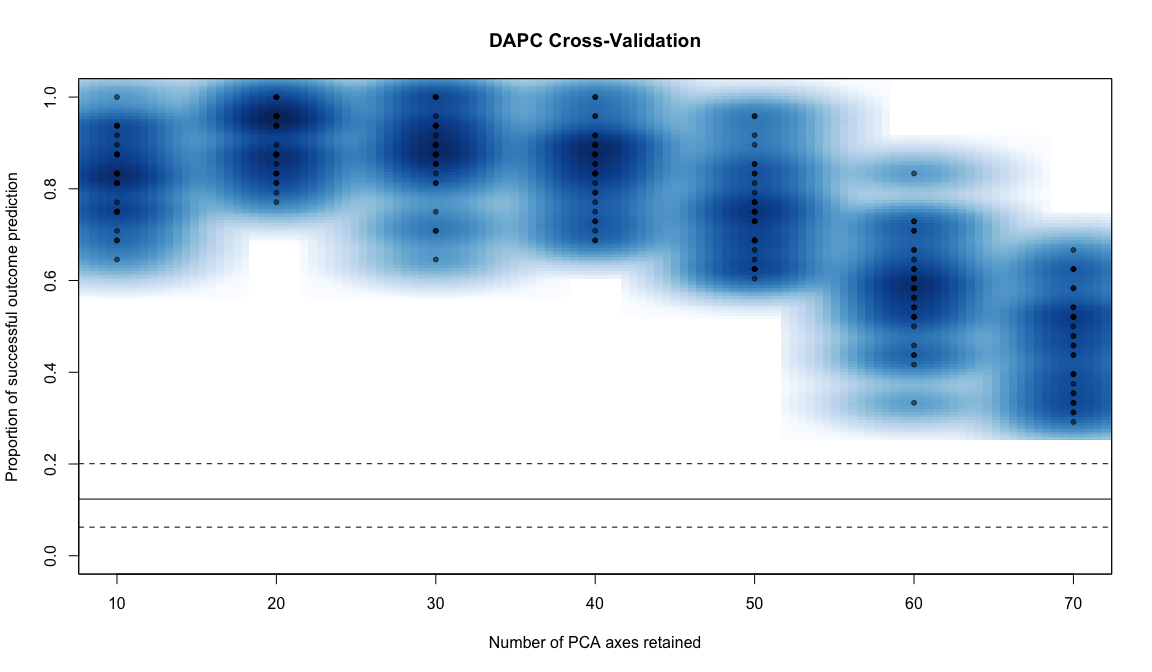 DAPC Cross-Validation
Proportion of successful outcome prediction
1.0
0.8
0.6
0.4
0.2
0.0
10 20 30 40 50 60 70
Number of PCA axes retained